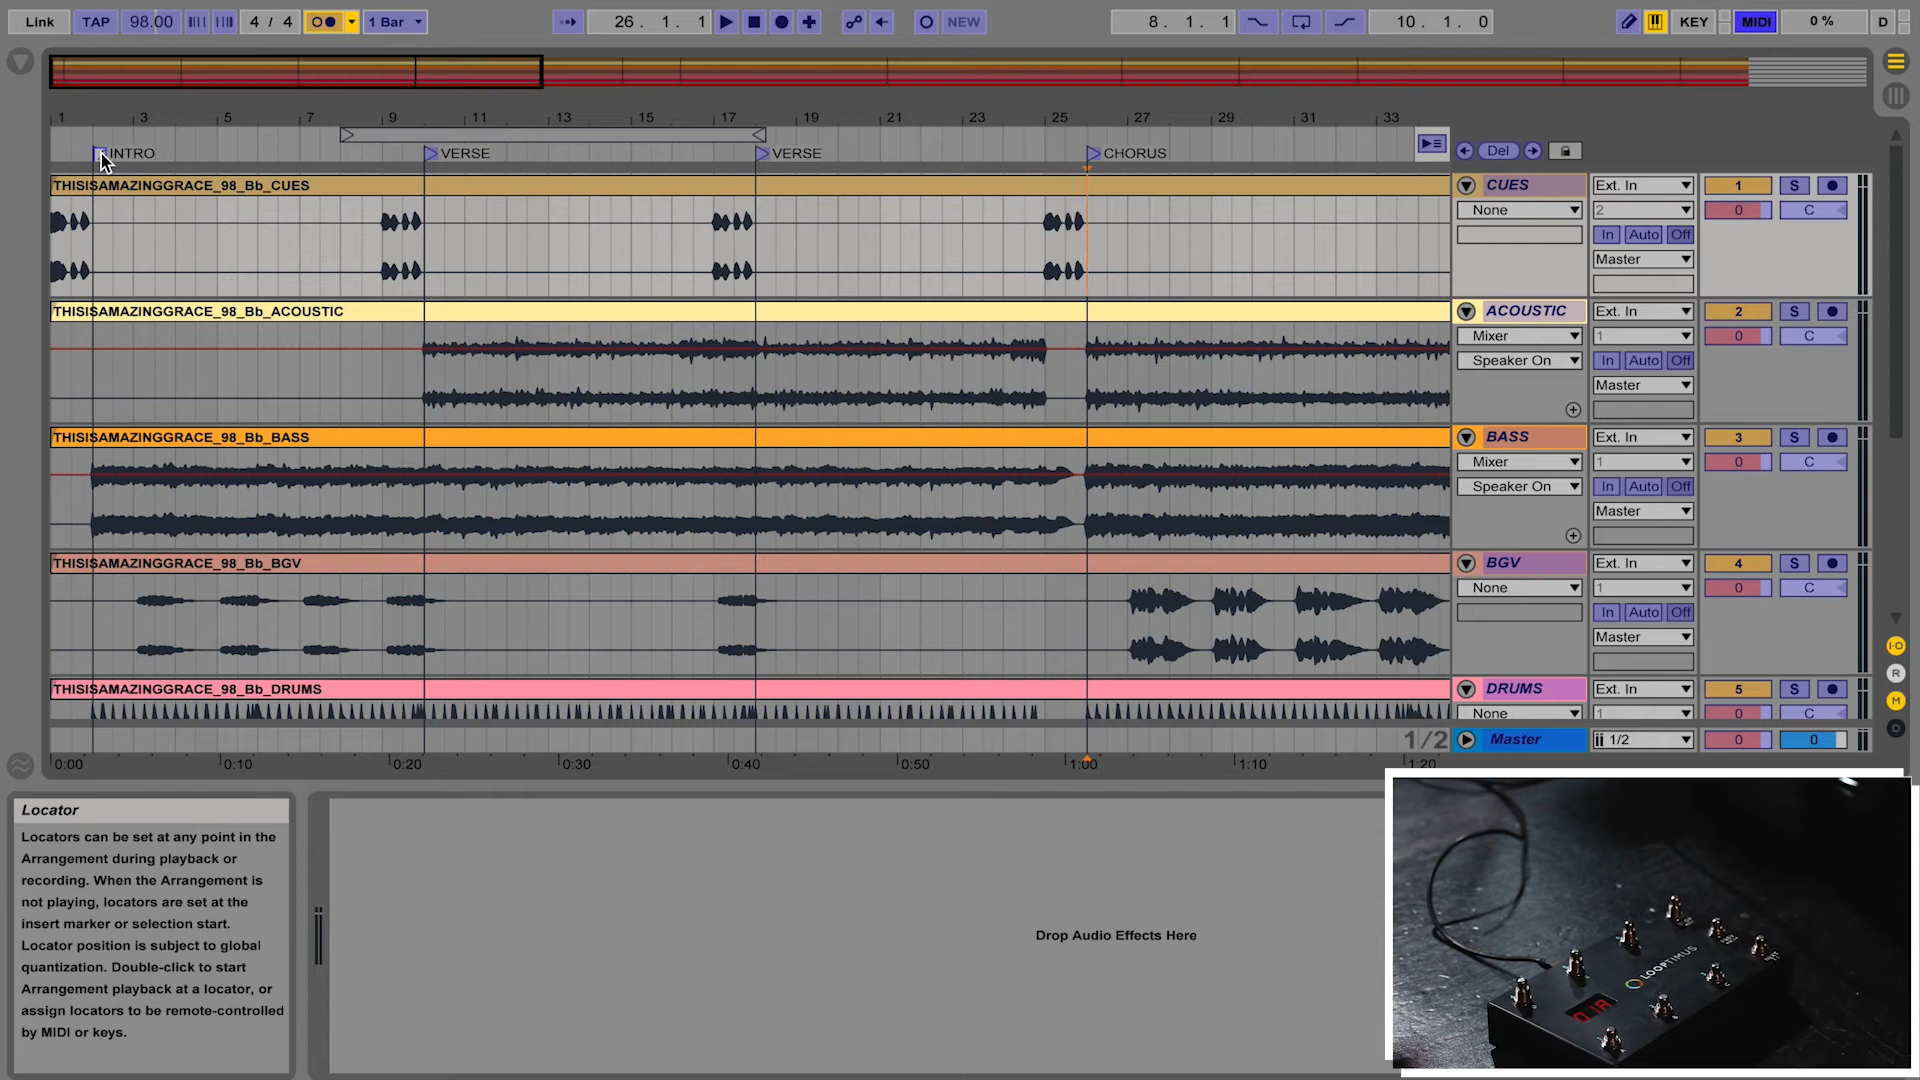 Link TAP 98.00 4 / 4 1 Bar 26. 1. 1 NEW 8. 1. 1 10. 1. 0 KEY MIDI 0 % D
1 3 5 7 9 11 13 15 17 19 21 23 25 27 29 31 33
INTRO VERSE VERSE CHORUS Del
THISISAMAZINGGRACE_98_Bb_CUES CUES Ext. In 1 S
None 2 0 C
In Auto Off
Master
THISISAMAZINGGRACE_98_Bb_ACOUSTIC ACOUSTIC Ext. In 2 S
Mixer 1 0 C
Speaker On In Auto Off
Master
THISISAMAZINGGRACE_98_Bb_BASS BASS Ext. In 3 S
Mixer 1 0 C
Speaker On In Auto Off
Master
THISISAMAZINGGRACE_98_Bb_BGV BGV Ext. In 4 S
None 1 0 C
In Auto Off
Master
THISISAMAZINGGRACE_98_Bb_DRUMS DRUMS Ext. In 5 S
None 1 0 C
1/2 Master 1/2 0 0
0:00 0:10 0:20 0:30 0:40 0:50 1:00 1:10 1:20
I·O
R
M
D
Locator
Locators can be set at any point in the
Arrangement during playback or
recording. When the Arrangement is
not playing, locators are set at the
insert marker or selection start.
Locator position is subject to global
quantization. Double-click to start
Arrangement playback at a locator, or
assign locators to be remote-controlled
by MIDI or keys.
Drop Audio Effects Here
LOOPTIMUS